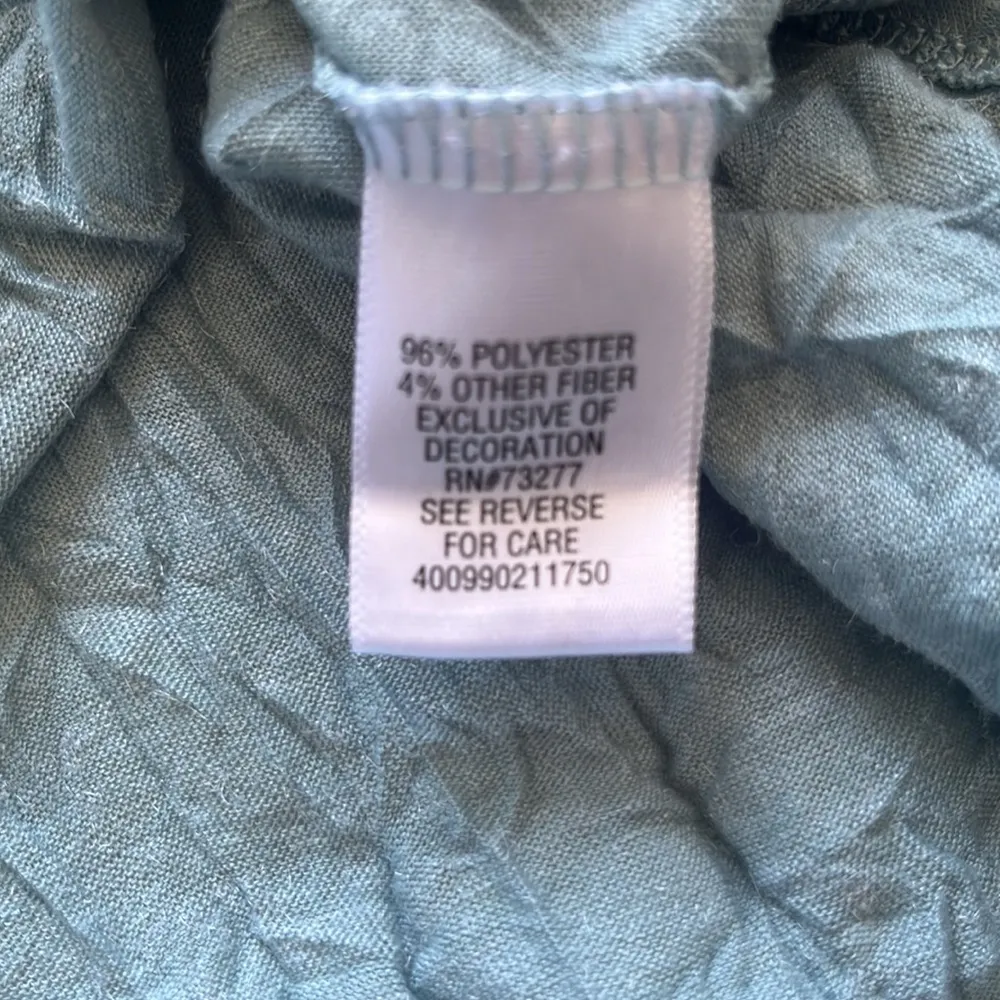 96% POLYESTER
4% OTHER FIBER
EXCLUSIVE OF
DECORATION
RN#73277
SEE REVERSE
FOR CARE
400990211750